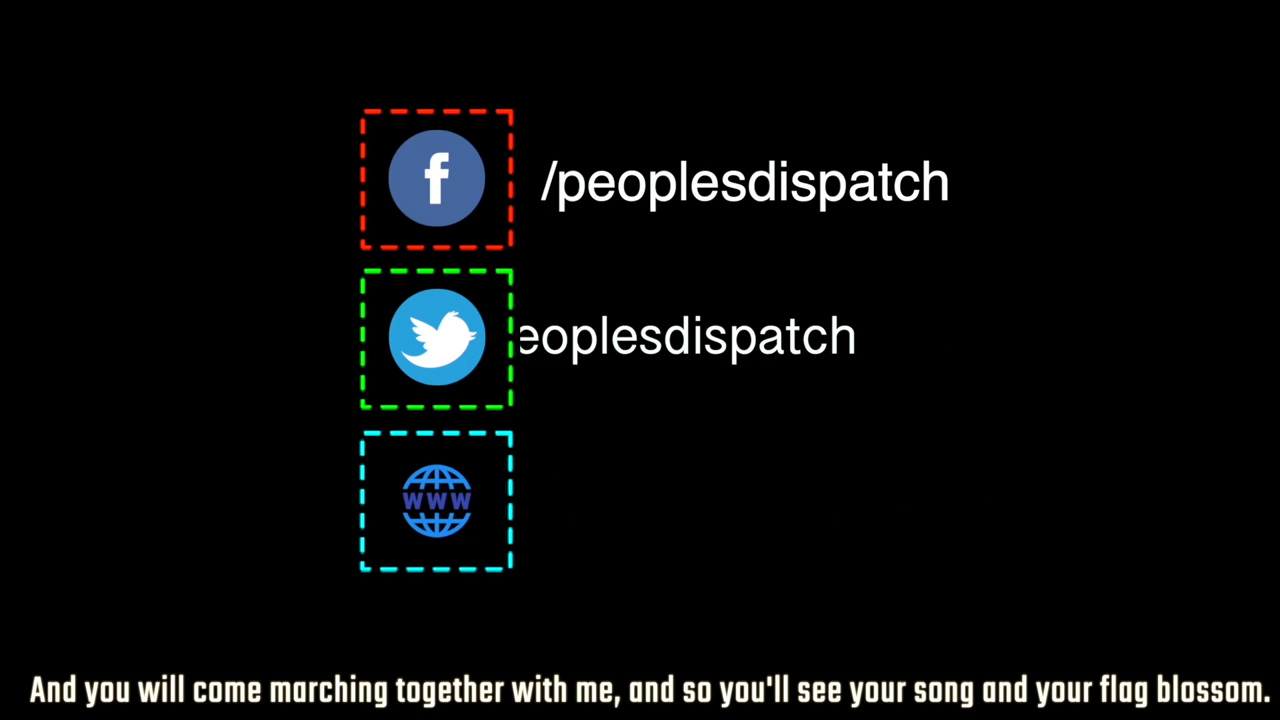 f /peoplesdispatch
eoplesdispatch
WWW
And you will come marching together with me, and so you'll see your song and your flag blossom.